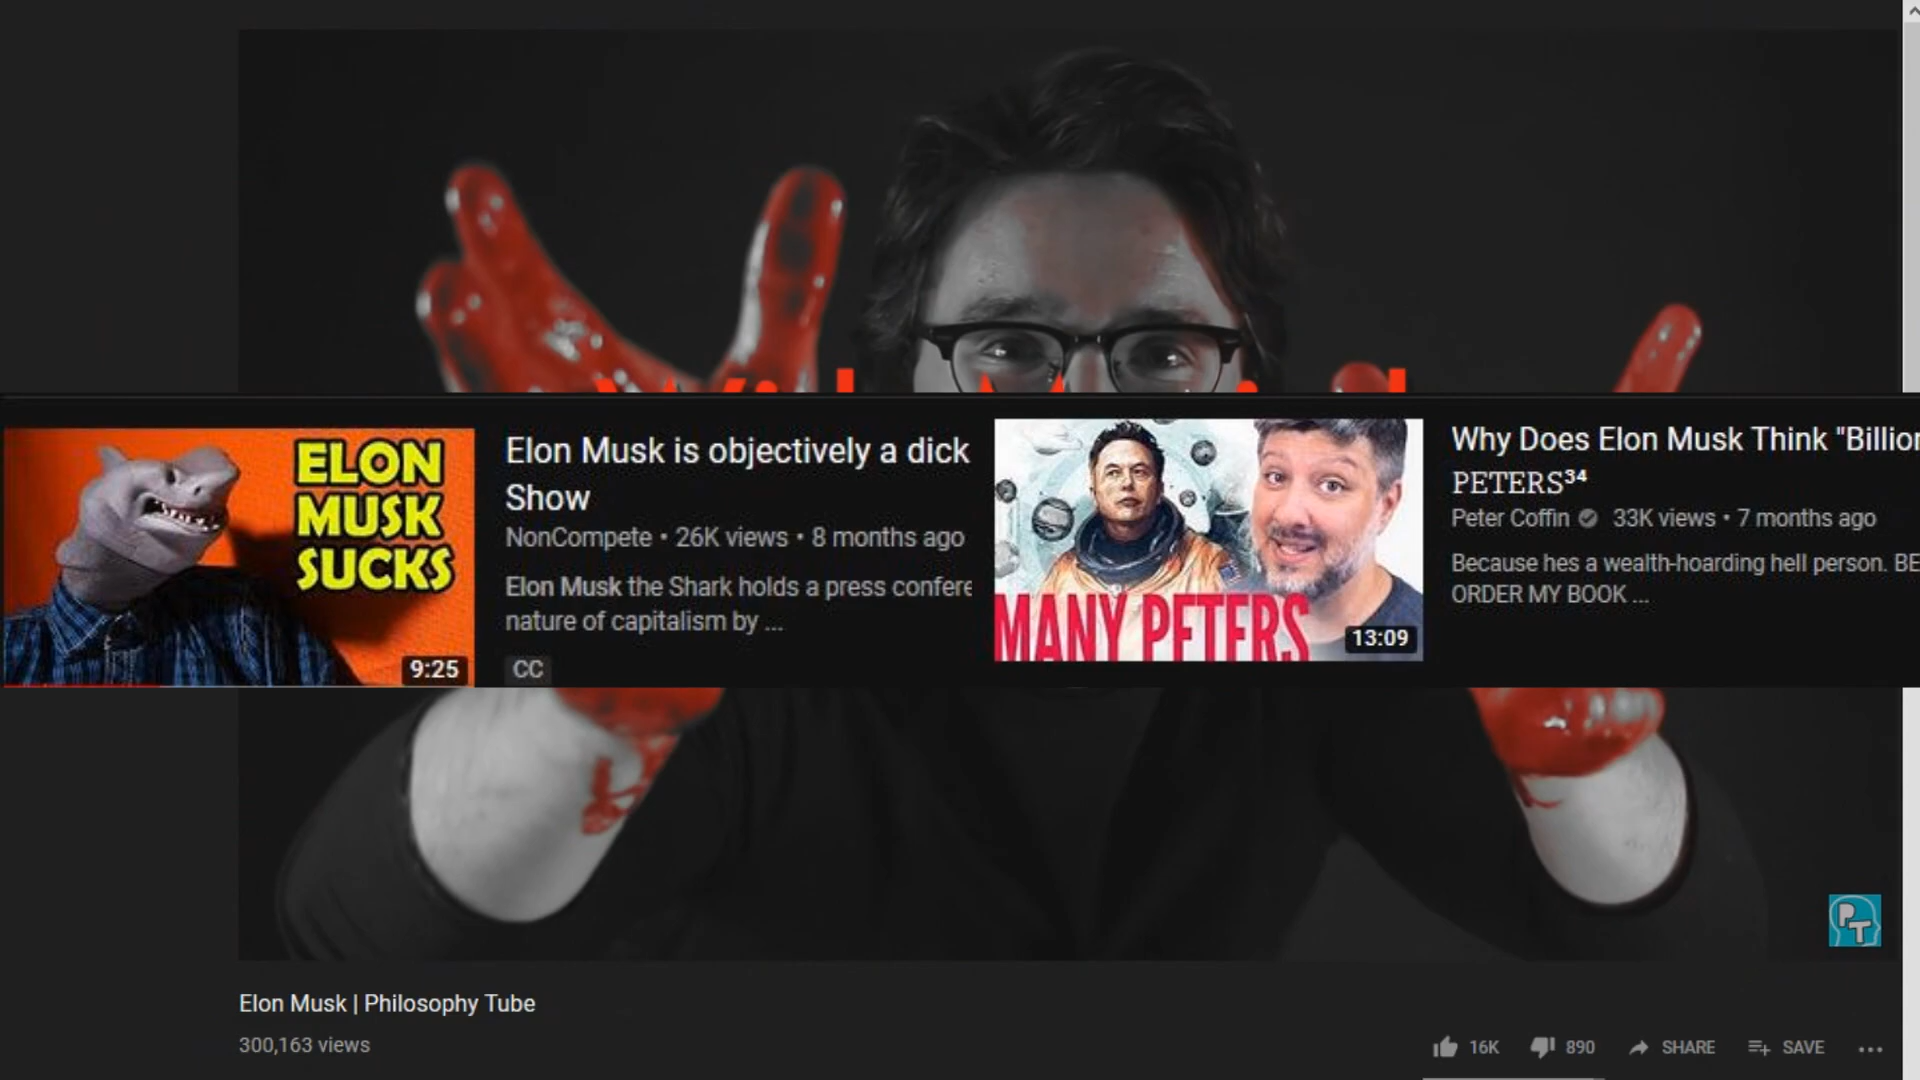 ELON
MUSK
SUCKS
9:25
Elon Musk is objectively a dick
Show
NonCompete • 26K views • 8 months ago
Elon Musk the Shark holds a press confere
nature of capitalism by ...
CC
MANY PETERS
13:09
Why Does Elon Musk Think "Billion
PETERS³⁴
Peter Coffin 33K views • 7 months ago
Because hes a wealth-hoarding hell person. BE
ORDER MY BOOK ...
PT
Elon Musk | Philosophy Tube
300,163 views
16K 890 SHARE SAVE